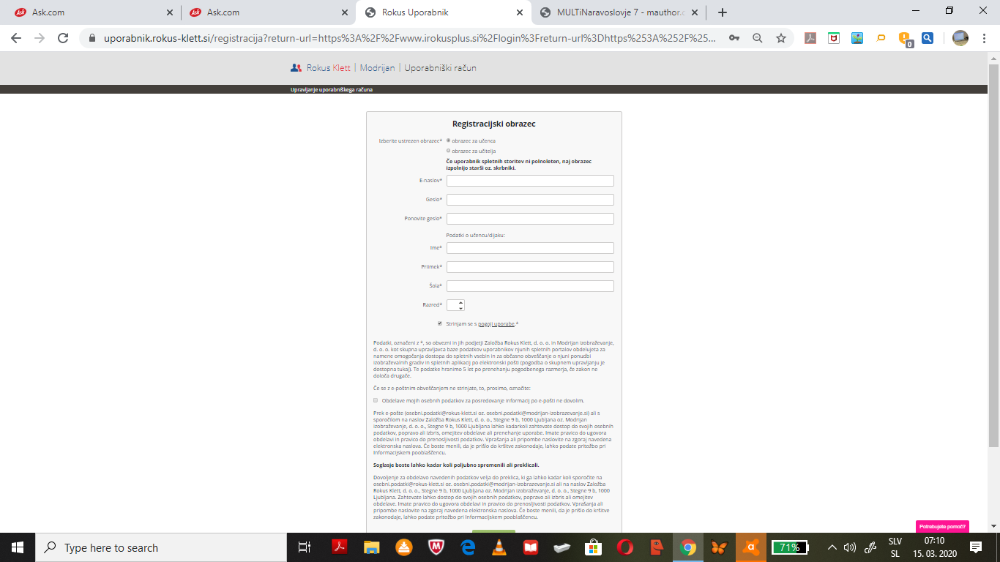 Ask.com
Ask.com
Rokus Uporabnik
MULTiNaravoslovje 7 - mauthor.c
uporabnik.rokus-klett.si/registracija?return-url=https%3A%2F%2Fwww.irokusplus.si%2Flogin%3Freturn-url%3Dhttps%253A%252F%25...
0
Rokus Klett | Modrijan | Uporabniški račun
Upravljanje uporabniškega računa
Registracijski obrazec
Izberite ustrezen obrazec* obrazec za učenca
obrazec za učitelja
Če uporabnik spletnih storitev ni polnoleten, naj obrazec
izpolnijo starši oz. skrbniki.
E-naslov*
Geslo*
Ponovite geslo*
Podatki o učencu/dijaku:
Ime*
Priimek*
Šola*
Razred*
Strinjam se s pogoji uporabe.*
Podatki, označeni z *, so obvezni in jih podjetji Založba Rokus Klett, d. o. o. in Modrijan izobraževanje,
d. o. o. kot skupna upravljavca baze podatkov uporabnikov njunih spletnih portalov obdelujeta za
namene omogočanja dostopa do spletnih vsebin in za občasno obveščanje o njuni ponudbi
izobraževalnih gradiv in spletnih aplikacij po elektronski pošti (pogodba o skupnem upravljanju je
dostopna tukaj). Te podatke hranimo 5 let po prenehanju pogodbenega razmerja, če zakon ne
določa drugače.
Če se z e-poštnim obveščanjem ne strinjate, to, prosimo, označite:
Obdelave mojih osebnih podatkov za posredovanje informacij po e-pošti ne dovolim.
Prek e-pošte (osebni.podatki@rokus-klett.si oz. osebni.podatki@modrijan-izobrazevanje.si) ali s
sporočilom na naslov Založba Rokus Klett, d. o. o., Stegne 9 b, 1000 Ljubljana oz. Modrijan
izobraževanje, d. o. o., Stegne 9 b, 1000 Ljubljana lahko kadarkoli zahtevate dostop do svojih osebnih
podatkov, popravo ali izbris, omejitev obdelave ali prenehanje uporabe. Imate pravico do ugovora
obdelavi in pravico do prenosljivosti podatkov. Vprašanja ali pripombe naslovite na zgoraj navedena
elektronska naslova. Če boste menili, da je prišlo do kršitve zakonodaje, lahko podate pritožbo pri
Informacijskem pooblaščencu.
Soglasje boste lahko kadar koli poljubno spremenili ali preklicali.
Dovoljenje za obdelavo navedenih podatkov velja do preklica, ki ga lahko kadar koli sporočite na
osebni.podatki@rokus-klett.si oz. osebni.podatki@modrijan-izobrazevanje.si ali na naslov Založba
Rokus Klett, d. o. o., Stegne 9 b, 1000 Ljubljana oz. Modrijan izobraževanje, d. o. o., Stegne 9 b, 1000
Ljubljana. Zahtevate lahko dostop do svojih osebnih podatkov, popravo ali izbris ali omejitev
obdelave. Imate pravico do ugovora obdelavi in pravico do prenosljivosti podatkov. Vprašanja ali
pripombe naslovite na zgoraj navedena elektronska naslova. Če boste menili, da je prišlo do kršitve
zakonodaje, lahko podate pritožbo pri Informacijskem pooblaščencu.
Potrebujete pomoč?
Type here to search
71%
SLV
SL
07:10
15. 03. 2020